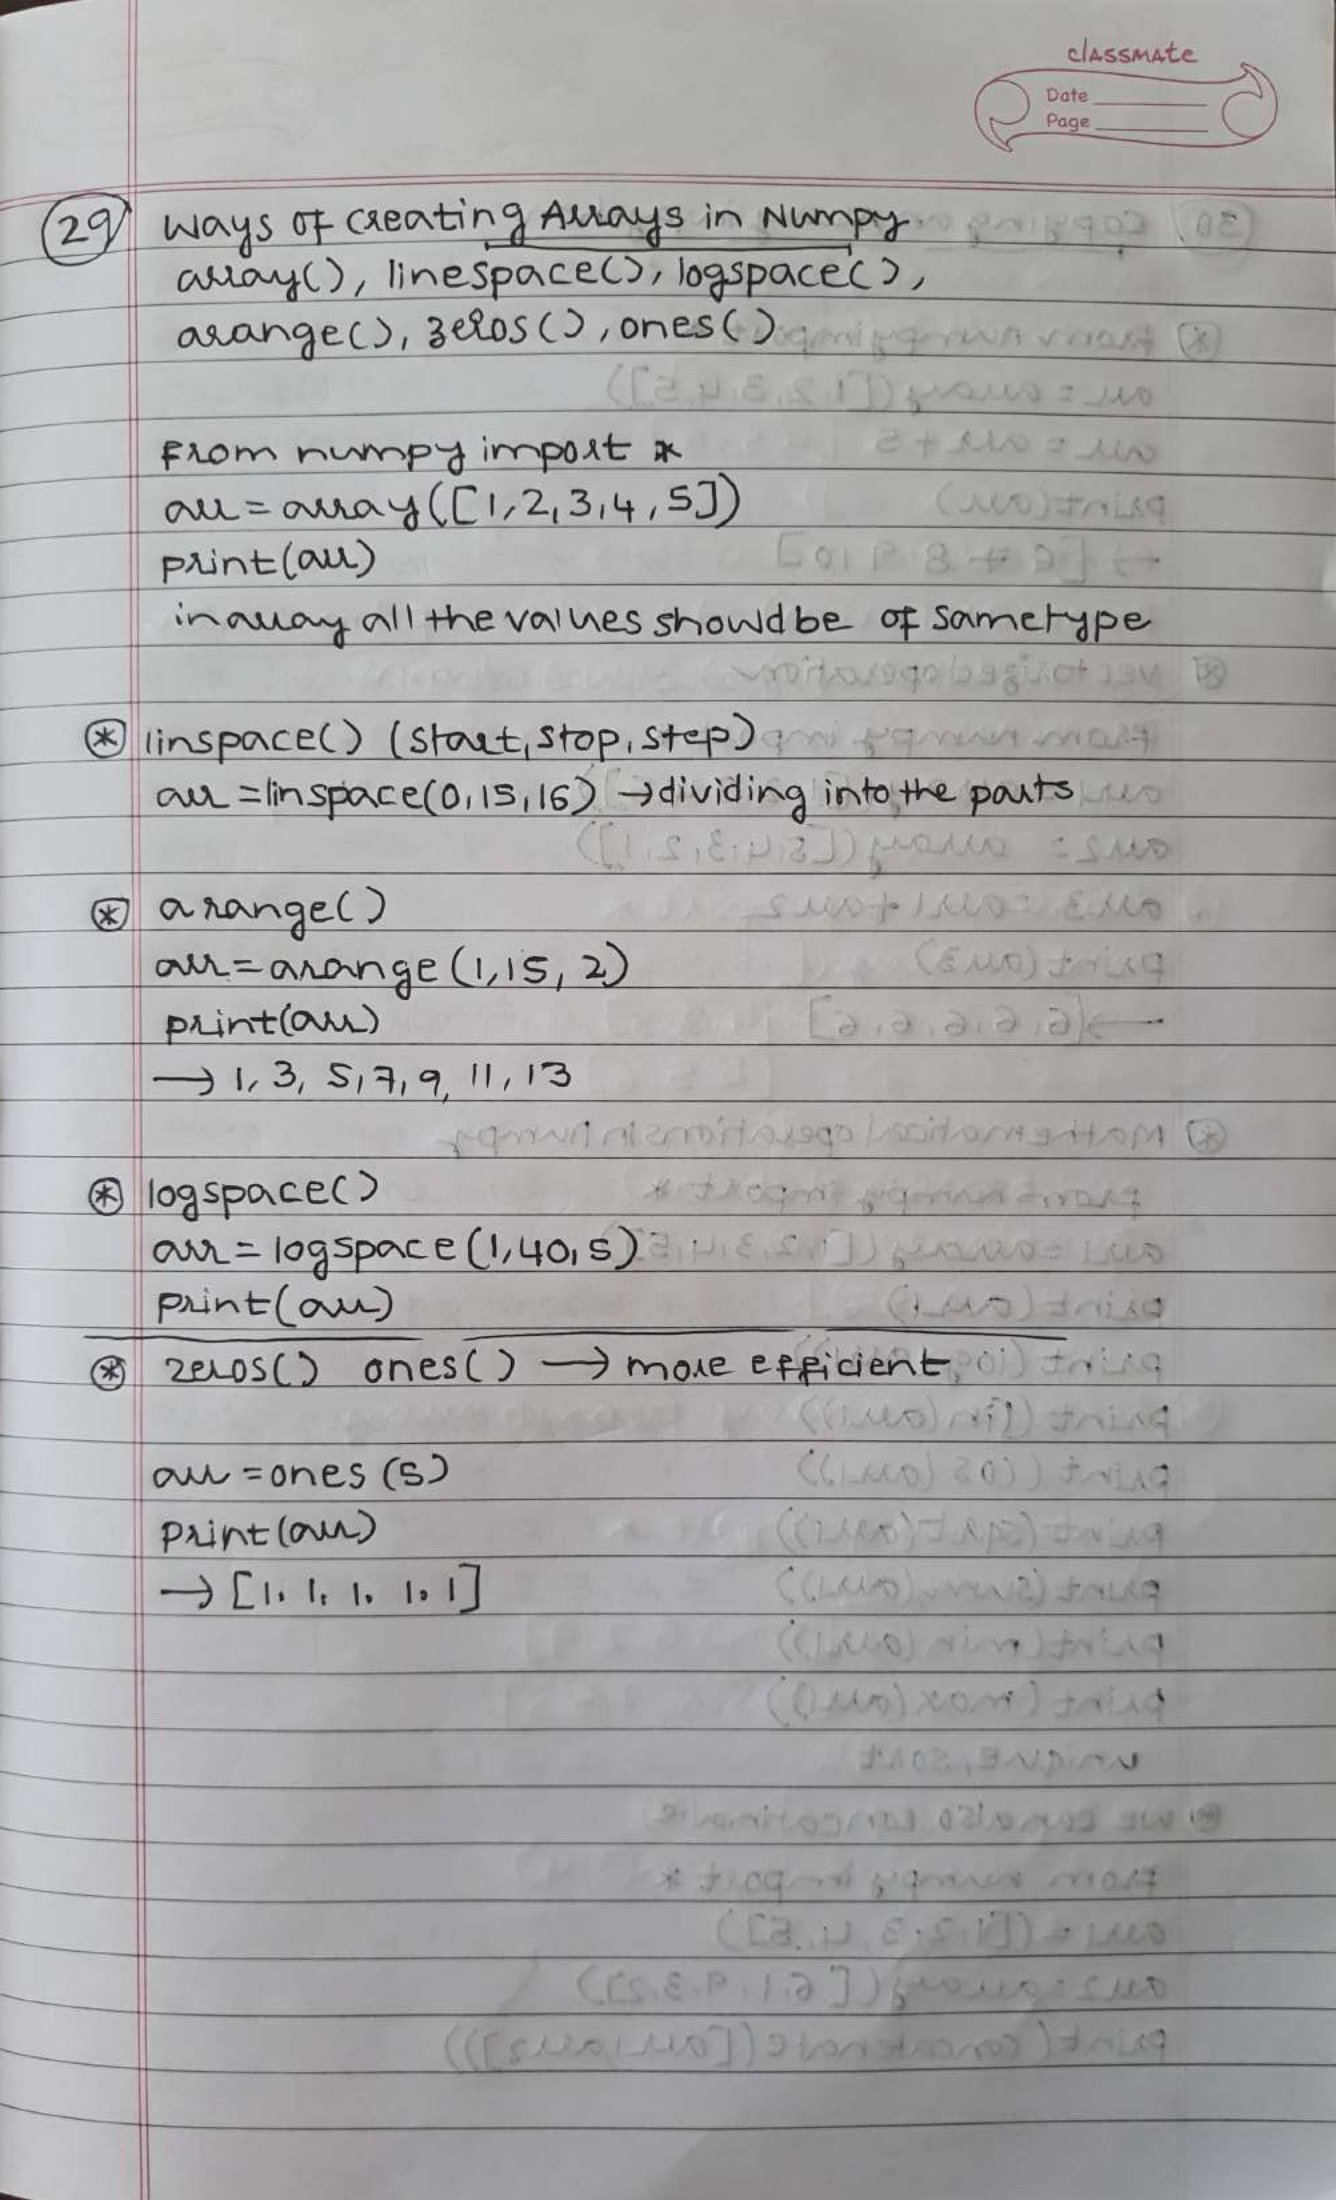 classmate
Date
Page
29 Ways of creating Arrays in Numpy
array(), linespace(), logspace(),
arange(), zeros(), ones()
from numpy import *
arr = array([1,2,3,4,5])
print(arr)
in array all the values should be of same type
* linspace() (start, stop, step)
arr = linspace(0,15,16) → dividing into the parts
* arange()
arr = arange(1,15,2)
print(arr)
→ 1, 3, 5, 7, 9, 11, 13
* logspace()
arr = logspace(1,40,5)
print(arr)
* zeros() ones() → more efficient
arr = ones(5)
print(arr)
→ [1. 1. 1. 1. 1]